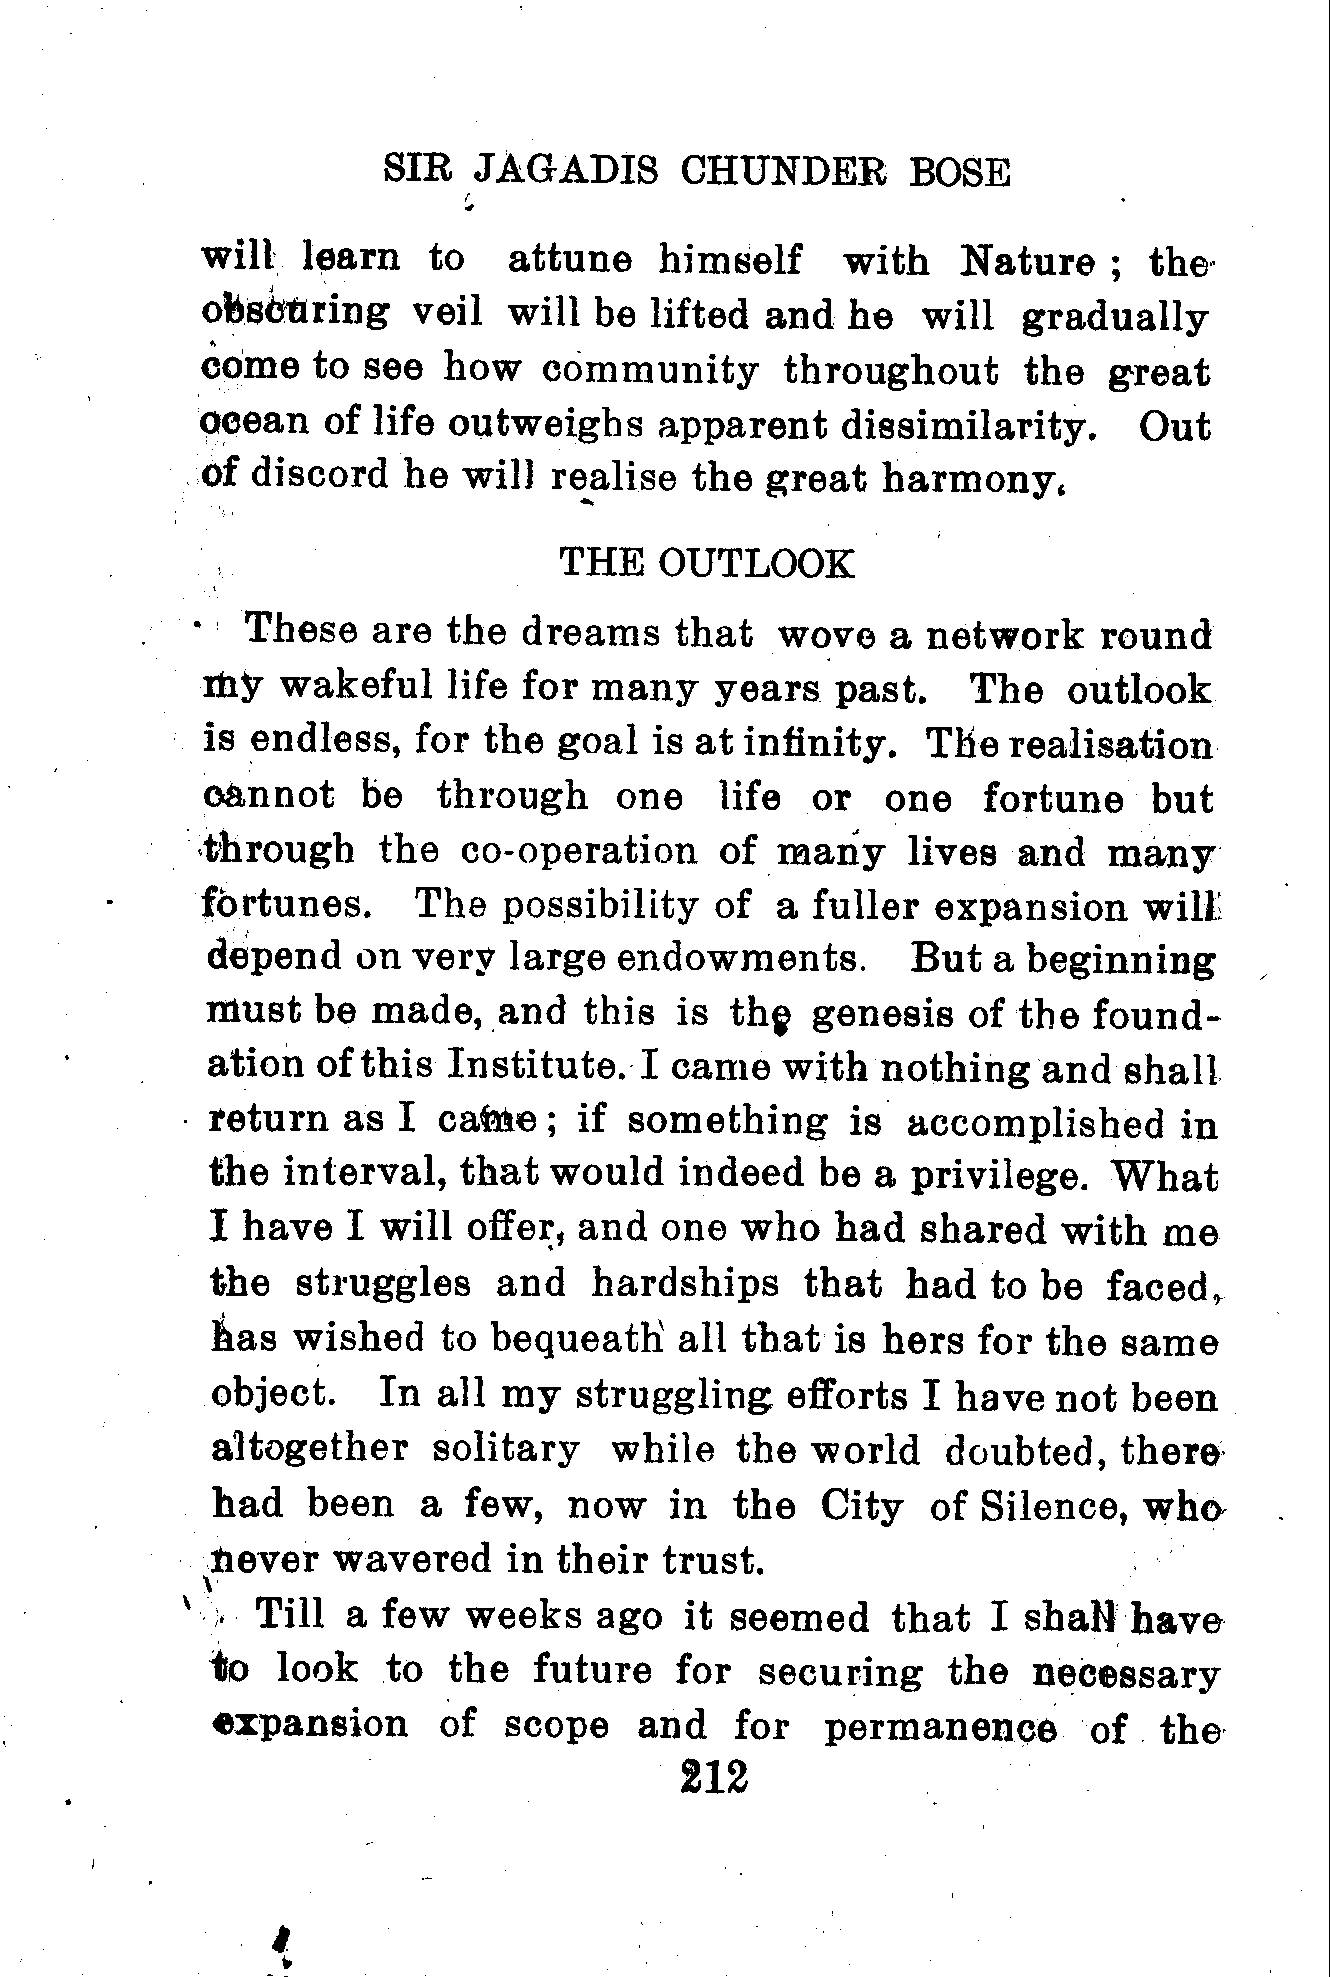 SIR JAGADIS CHUNDER BOSE
will learn to attune himself with Nature ; the
obscuring veil will be lifted and he will gradually
come to see how community throughout the great
ocean of life outweighs apparent dissimilarity. Out
of discord he will realise the great harmony.
THE OUTLOOK
These are the dreams that wove a network round
my wakeful life for many years past. The outlook
is endless, for the goal is at infinity. The realisation
cannot be through one life or one fortune but
through the co-operation of many lives and many
fortunes. The possibility of a fuller expansion will
depend on very large endowments. But a beginning
must be made, and this is the genesis of the found-
ation of this Institute. I came with nothing and shall
return as I came ; if something is accomplished in
the interval, that would indeed be a privilege. What
I have I will offer, and one who had shared with me
the struggles and hardships that had to be faced,
has wished to bequeath all that is hers for the same
object. In all my struggling efforts I have not been
altogether solitary while the world doubted, there
had been a few, now in the City of Silence, who
never wavered in their trust.
Till a few weeks ago it seemed that I shall have
to look to the future for securing the necessary
expansion of scope and for permanence of the
212